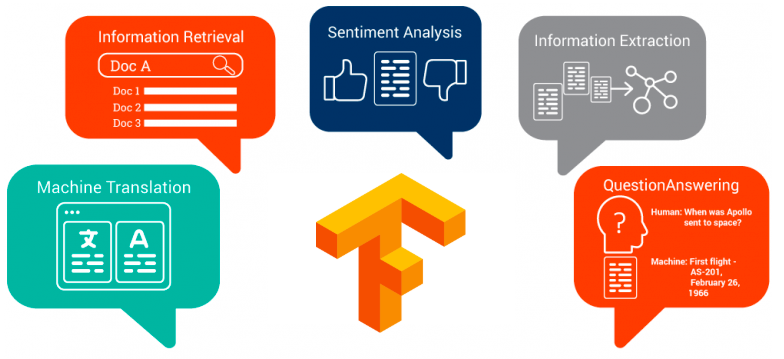 Information Retrieval
Doc A
Doc 1
Doc 2
Doc 3
Sentiment Analysis
Information Extraction
Machine Translation
文 A
QuestionAnswering
?
Human: When was Apollo
sent to space?
Machine: First flight -
AS-201,
February 26,
1966